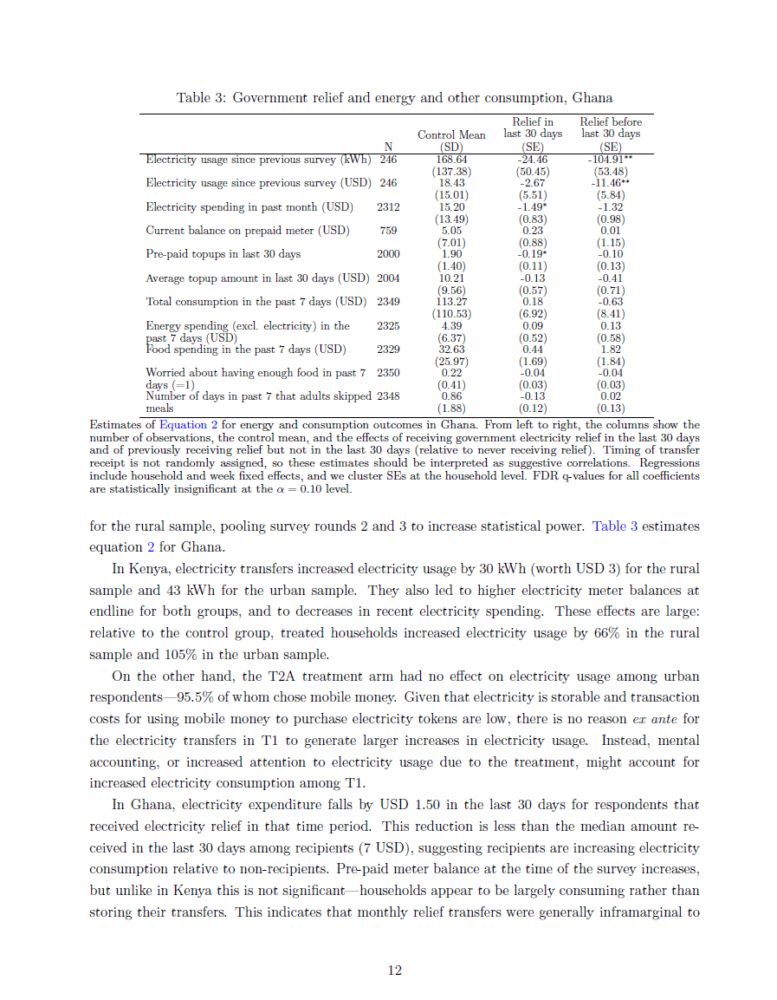 Table 3: Government relief and energy and other consumption, Ghana
Relief in Relief before
Control Mean last 30 days last 30 days
N (SD) (SE) (SE)
Electricity usage since previous survey (kWh) 246 168.64 -24.46 -104.91**
(137.38) (50.45) (53.48)
Electricity usage since previous survey (USD) 246 18.43 -2.67 -11.46**
(15.01) (5.51) (5.84)
Electricity spending in past month (USD) 2312 15.20 -1.49* -1.32
(13.49) (0.83) (0.98)
Current balance on prepaid meter (USD) 759 5.05 0.23 0.01
(7.01) (0.88) (1.15)
Pre-paid topups in last 30 days 2000 1.90 -0.19* -0.10
(1.40) (0.11) (0.13)
Average topup amount in last 30 days (USD) 2004 10.21 -0.13 -0.41
(9.56) (0.57) (0.71)
Total consumption in the past 7 days (USD) 2349 113.27 0.18 -0.63
(110.53) (6.92) (8.41)
Energy spending (excl. electricity) in the 2325 4.39 0.09 0.13
past 7 days (USD) (6.37) (0.52) (0.58)
Food spending in the past 7 days (USD) 2329 32.63 0.44 1.82
(25.97) (1.69) (1.84)
Worried about having enough food in past 7 2350 0.22 -0.04 -0.04
days (=1) (0.41) (0.03) (0.03)
Number of days in past 7 that adults skipped 2348 0.86 -0.13 0.02
meals (1.88) (0.12) (0.13)
Estimates of Equation 2 for energy and consumption outcomes in Ghana. From left to right, the columns show the
number of observations, the control mean, and the effects of receiving government electricity relief in the last 30 days
and of previously receiving relief but not in the last 30 days (relative to never receiving relief). Timing of transfer
receipt is not randomly assigned, so these estimates should be interpreted as suggestive correlations. Regressions
include household and week fixed effects, and we cluster SEs at the household level. FDR q-values for all coefficients
are statistically insignificant at the α = 0.10 level.
for the rural sample, pooling survey rounds 2 and 3 to increase statistical power. Table 3 estimates
equation 2 for Ghana.
In Kenya, electricity transfers increased electricity usage by 30 kWh (worth USD 3) for the rural
sample and 43 kWh for the urban sample. They also led to higher electricity meter balances at
endline for both groups, and to decreases in recent electricity spending. These effects are large:
relative to the control group, treated households increased electricity usage by 66% in the rural
sample and 105% in the urban sample.
On the other hand, the T2A treatment arm had no effect on electricity usage among urban
respondents—95.5% of whom chose mobile money. Given that electricity is storable and transaction
costs for using mobile money to purchase electricity tokens are low, there is no reason ex ante for
the electricity transfers in T1 to generate larger increases in electricity usage. Instead, mental
accounting, or increased attention to electricity usage due to the treatment, might account for
increased electricity consumption among T1.
In Ghana, electricity expenditure falls by USD 1.50 in the last 30 days for respondents that
received electricity relief in that time period. This reduction is less than the median amount re-
ceived in the last 30 days among recipients (7 USD), suggesting recipients are increasing electricity
consumption relative to non-recipients. Pre-paid meter balance at the time of the survey increases,
but unlike in Kenya this is not significant—households appear to be largely consuming rather than
storing their transfers. This indicates that monthly relief transfers were generally inframarginal to
12